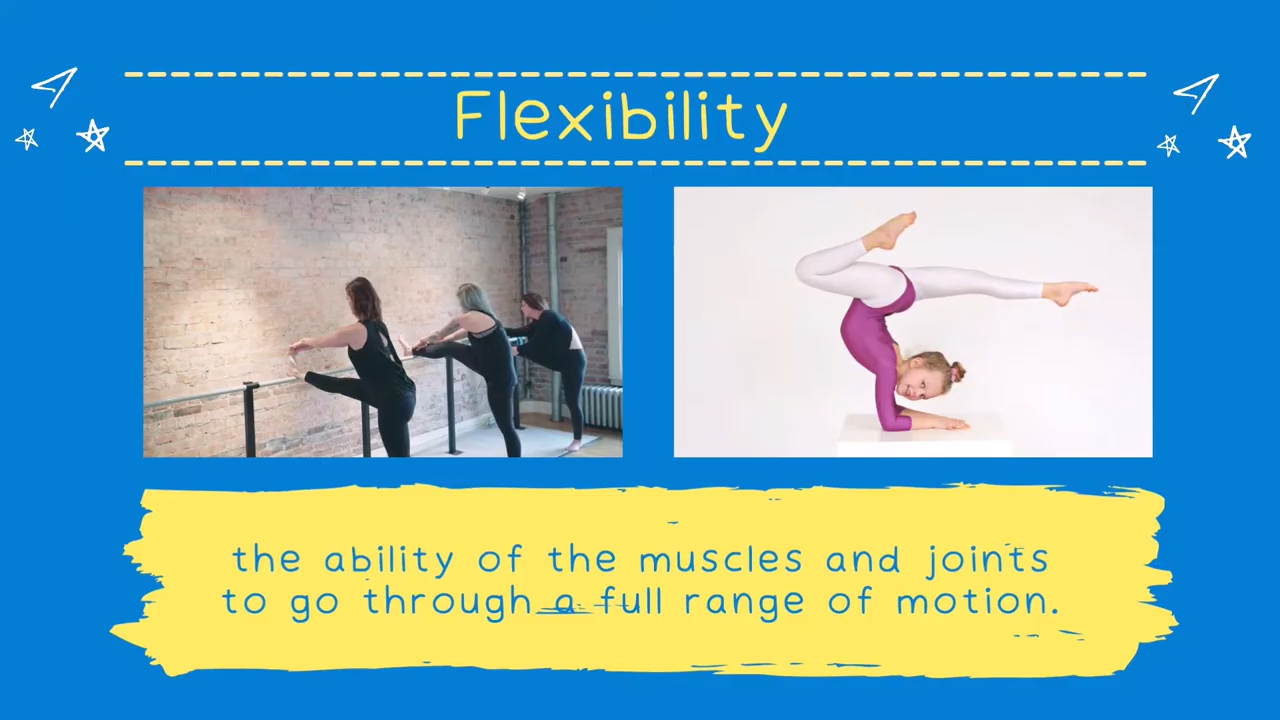 Flexibility
the ability of the muscles and joints
to go through a full range of motion.